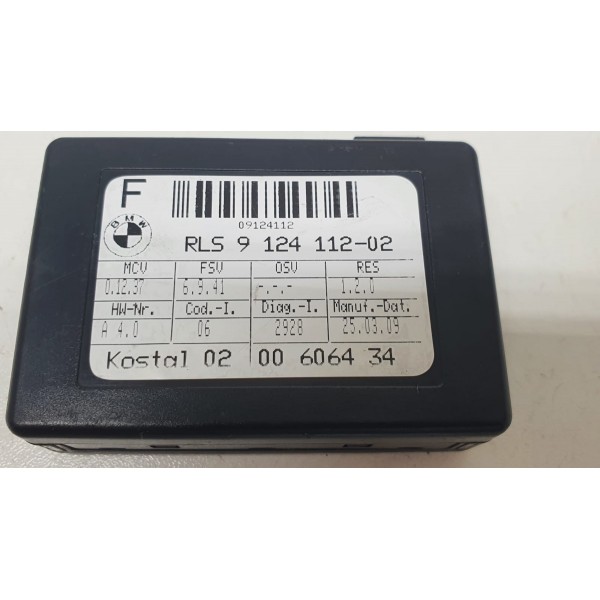 F
BMW
09124112
RLS 9 124 112-02
MCV FSV OSV RES
0.12.37 6.9.41 -.-.- 1.2.0
HW-Nr. Cod.-I. Diag.-I. Manuf.-Dat.
A 4.0 06 2928 25.03.09
Kostal 02 00 6064 34